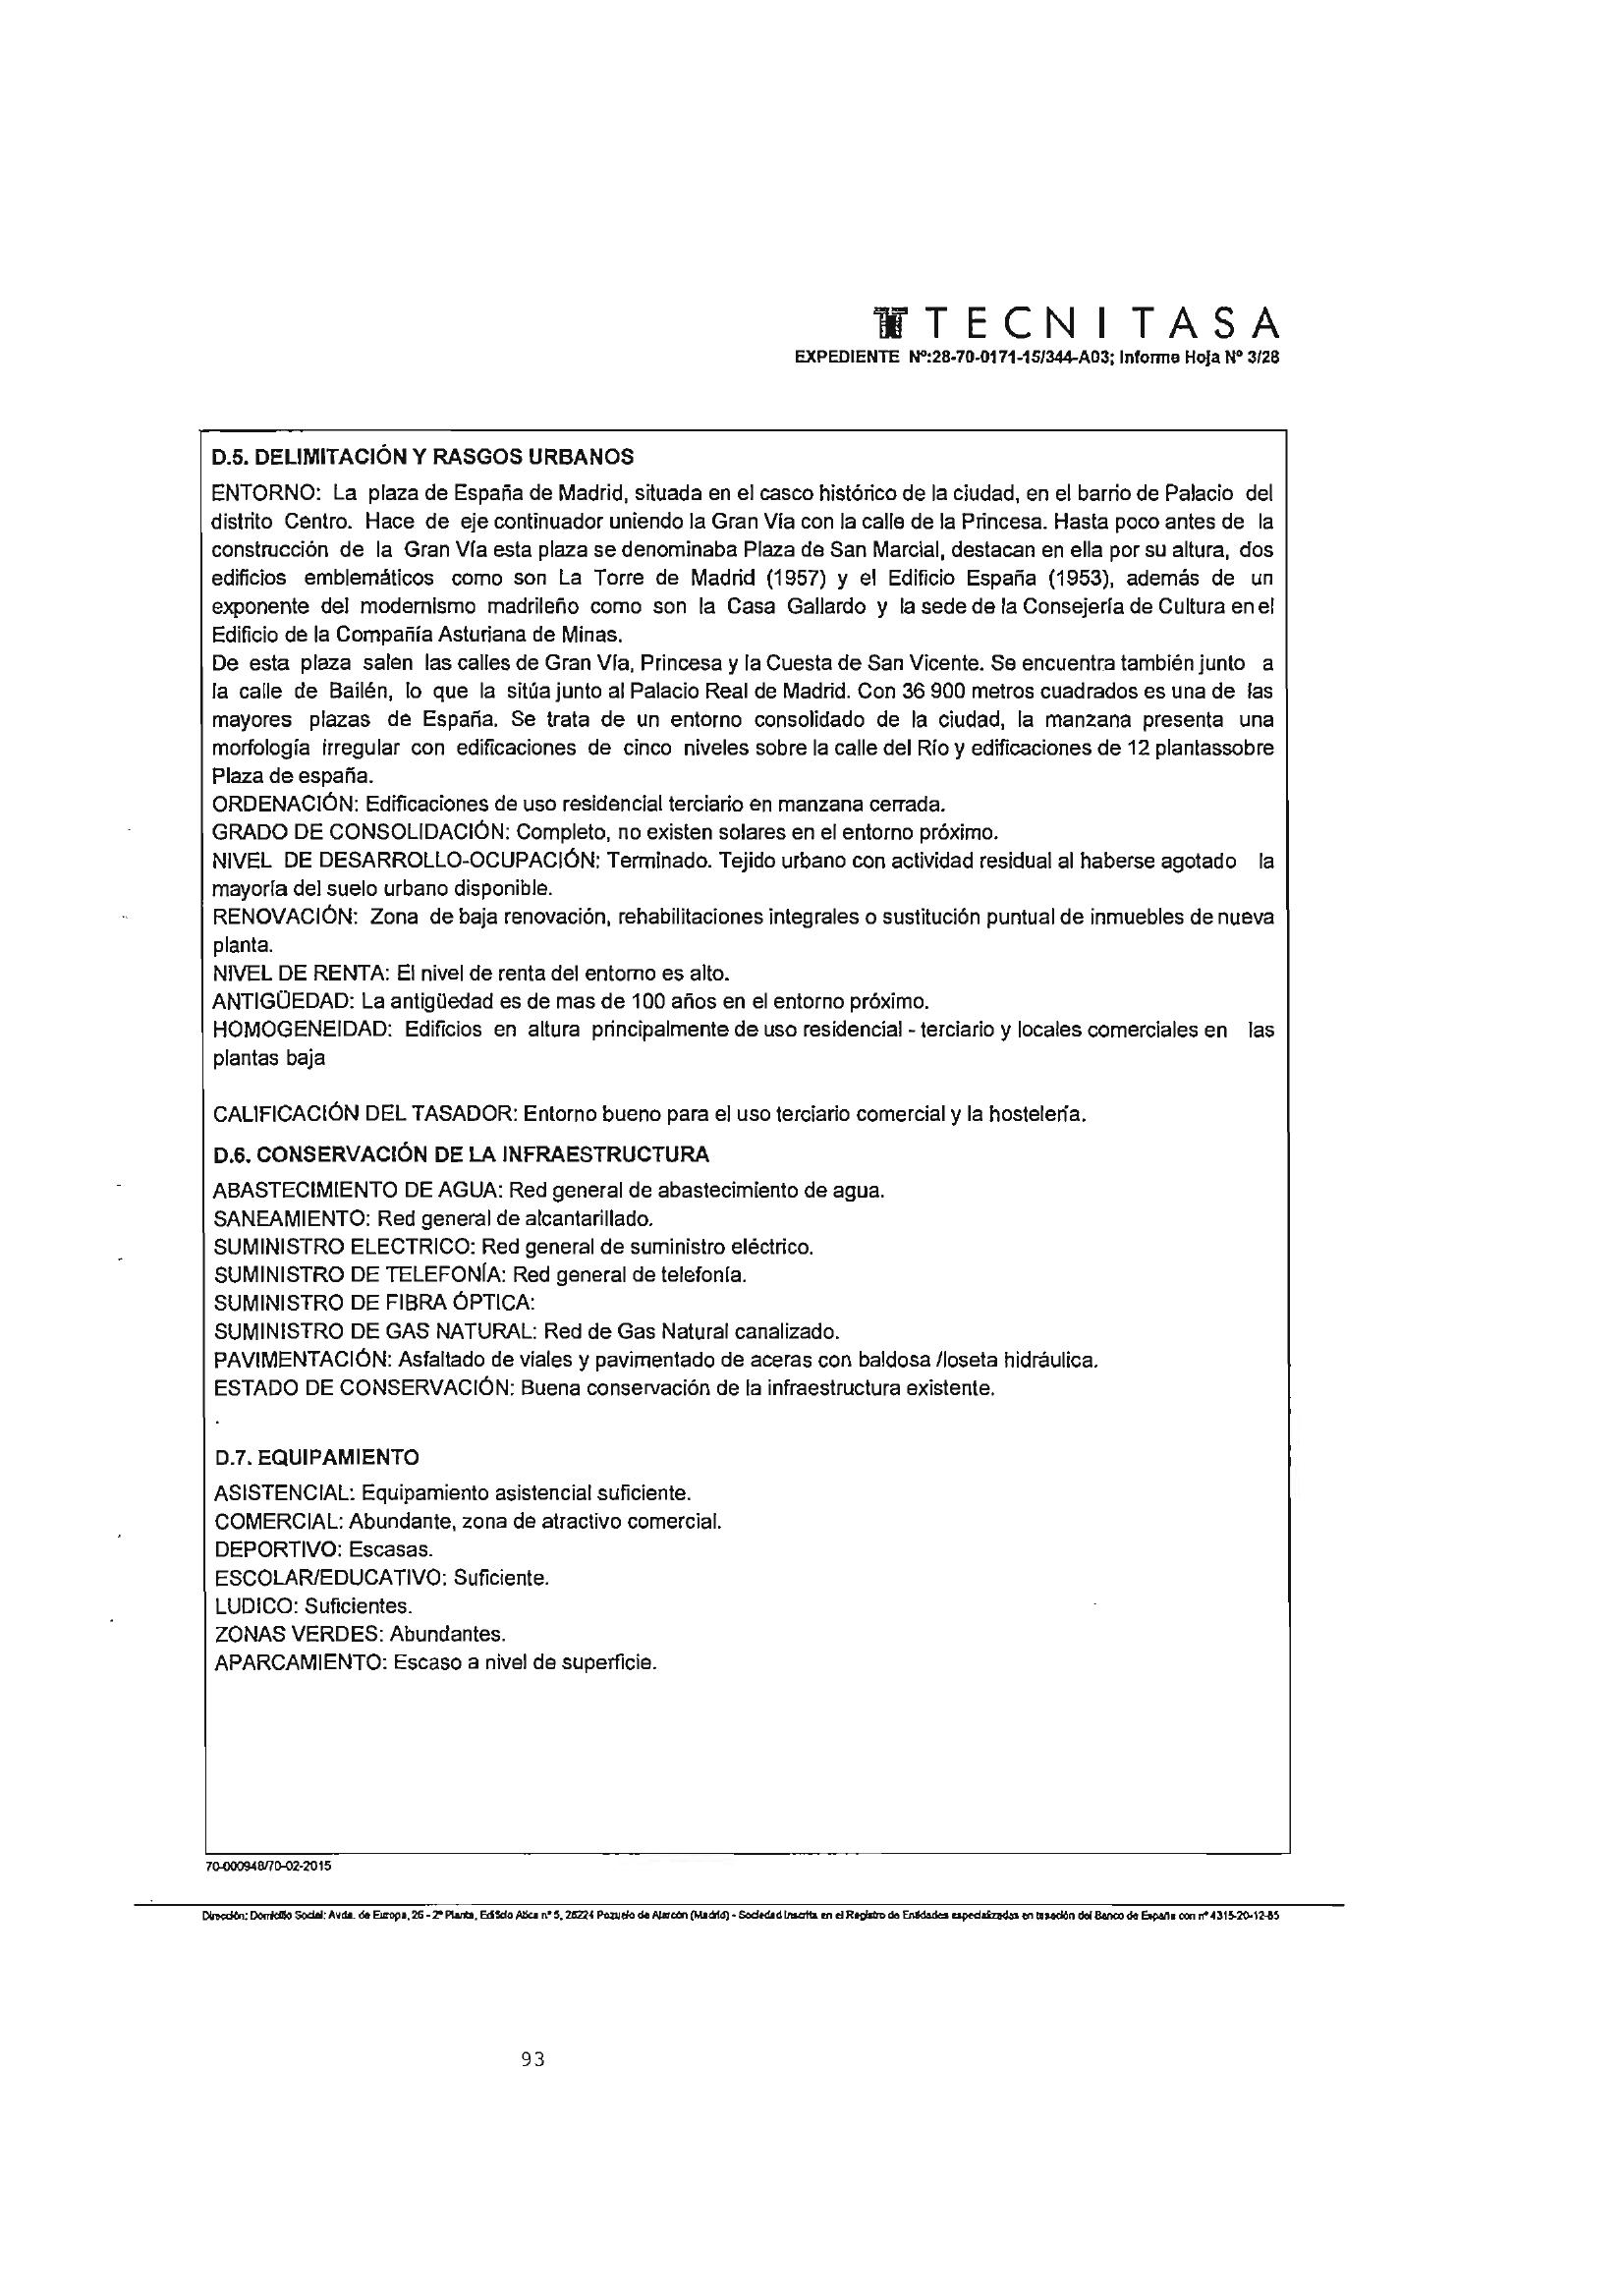 TECNITASA
EXPEDIENTE Nº:28-70-0171-15/344-A03; Informe Hoja Nº 3/28
D.5. DELIMITACIÓN Y RASGOS URBANOS
ENTORNO: La plaza de España de Madrid, situada en el casco histórico de la ciudad, en el barrio de Palacio del
distrito Centro. Hace de eje continuador uniendo la Gran Vía con la calle de la Princesa. Hasta poco antes de la
construcción de la Gran Vía esta plaza se denominaba Plaza de San Marcial, destacan en ella por su altura, dos
edificios emblemáticos como son La Torre de Madrid (1957) y el Edificio España (1953), además de un
exponente del modernismo madrileño como son la Casa Gallardo y la sede de la Consejería de Cultura en el
Edificio de la Compañía Asturiana de Minas.
De esta plaza salen las calles de Gran Vía, Princesa y la Cuesta de San Vicente. Se encuentra también junto a
la calle de Bailén, lo que la sitúa junto al Palacio Real de Madrid. Con 36 900 metros cuadrados es una de las
mayores plazas de España. Se trata de un entorno consolidado de la ciudad, la manzana presenta una
morfología irregular con edificaciones de cinco niveles sobre la calle del Río y edificaciones de 12 plantassobre
Plaza de españa.
ORDENACIÓN: Edificaciones de uso residencial terciario en manzana cerrada.
GRADO DE CONSOLIDACIÓN: Completo, no existen solares en el entorno próximo.
NIVEL DE DESARROLLO-OCUPACIÓN: Terminado. Tejido urbano con actividad residual al haberse agotado la
mayoría del suelo urbano disponible.
RENOVACIÓN: Zona de baja renovación, rehabilitaciones integrales o sustitución puntual de inmuebles de nueva
planta.
NIVEL DE RENTA: El nivel de renta del entorno es alto.
ANTIGÜEDAD: La antigüedad es de mas de 100 años en el entorno próximo.
HOMOGENEIDAD: Edificios en altura principalmente de uso residencial - terciario y locales comerciales en las
plantas baja
CALIFICACIÓN DEL TASADOR: Entorno bueno para el uso terciario comercial y la hostelería.
D.6. CONSERVACIÓN DE LA INFRAESTRUCTURA
ABASTECIMIENTO DE AGUA: Red general de abastecimiento de agua.
SANEAMIENTO: Red general de alcantarillado.
SUMINISTRO ELECTRICO: Red general de suministro eléctrico.
SUMINISTRO DE TELEFONÍA: Red general de telefonía.
SUMINISTRO DE FIBRA ÓPTICA:
SUMINISTRO DE GAS NATURAL: Red de Gas Natural canalizado.
PAVIMENTACIÓN: Asfaltado de viales y pavimentado de aceras con baldosa /loseta hidráulica.
ESTADO DE CONSERVACIÓN: Buena conservación de la infraestructura existente.
.
D.7. EQUIPAMIENTO
ASISTENCIAL: Equipamiento asistencial suficiente.
COMERCIAL: Abundante, zona de atractivo comercial.
DEPORTIVO: Escasas.
ESCOLAR/EDUCATIVO: Suficiente.
LUDICO: Suficientes.
ZONAS VERDES: Abundantes.
APARCAMIENTO: Escaso a nivel de superficie.
70-000948/70-02-2015
Dirección: Domicilio Social: Avda. de Europa, 26 - 2ª Planta, Edificio Ática nº 5, 28224 Pozuelo de Alarcón (Madrid) - Sociedad Inscrita en el Registro de Entidades especializadas en tasación del Banco de España con nº 4315-20-12-85
93